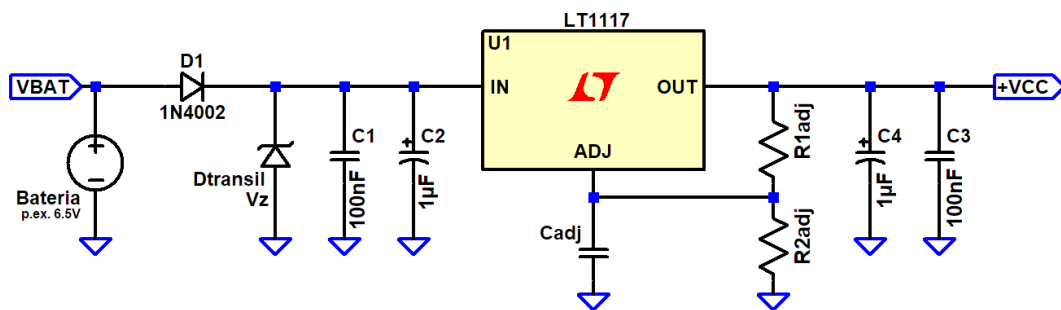 LT1117
U1
IN
OUT
ADJ
VBAT
D1
1N4002
+
−
Bateria
p.ex. 6.5V
Dtransil
Vz
C1
100nF
+
C2
1µF
Cadj
R1adj
R2adj
+
C4
1µF
C3
100nF
+VCC